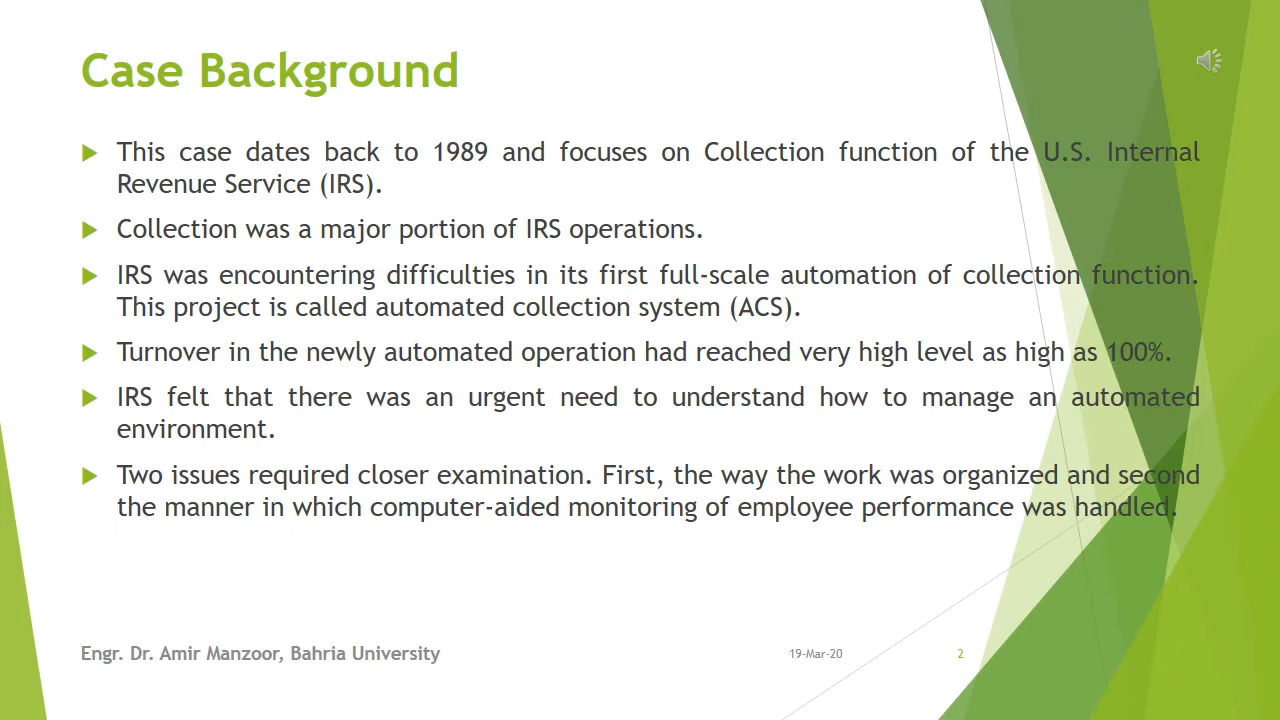 Case Background
This case dates back to 1989 and focuses on Collection function of the U.S. Internal
Revenue Service (IRS).
Collection was a major portion of IRS operations.
IRS was encountering difficulties in its first full-scale automation of collection function.
This project is called automated collection system (ACS).
Turnover in the newly automated operation had reached very high level as high as 100%.
IRS felt that there was an urgent need to understand how to manage an automated
environment.
Two issues required closer examination. First, the way the work was organized and second
the manner in which computer-aided monitoring of employee performance was handled.
Engr. Dr. Amir Manzoor, Bahria University
19-Mar-20
2